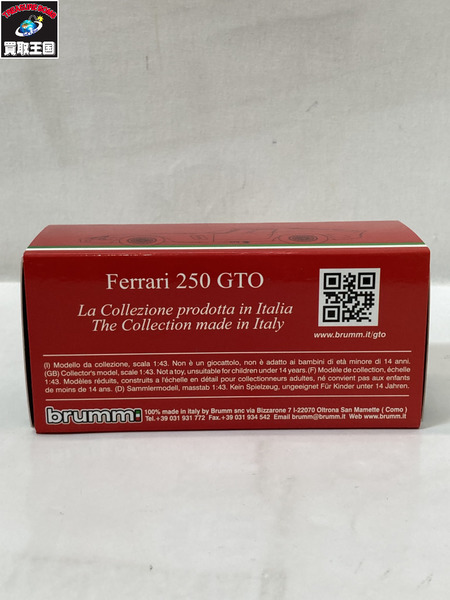 TREASURE KINGDOM
買取王国
Ferrari 250 GTO
La Collezione prodotta in Italia
The Collection made in Italy
www.brumm.it/gto
(I) Modello da collezione, scala 1:43. Non è un giocattolo, non è adatto ai bambini di età minore di 14 anni.
(GB) Collector's model, scale 1:43. Not a toy, unsuitable for children under 14 years. (F) Modèle de collection, échelle
1:43. Modèles réduits, construits a l'échelle en détail pour collectionneurs adultes, né convient pas aux enfants
de moins de 14 ans. (D) Sammlermodell, masstab 1:43. Kein Spielzeug, ungeeignet Für Kinder unter 14 Jahren.
brumm
100% made in Italy by Brumm snc via Bizzarone 7 I-22070 Oltrona San Mamette ( Como )
Tel.+39 031 931 772 Fax.+39 031 934 542 Email brumm@brumm.it Web www.brumm.it